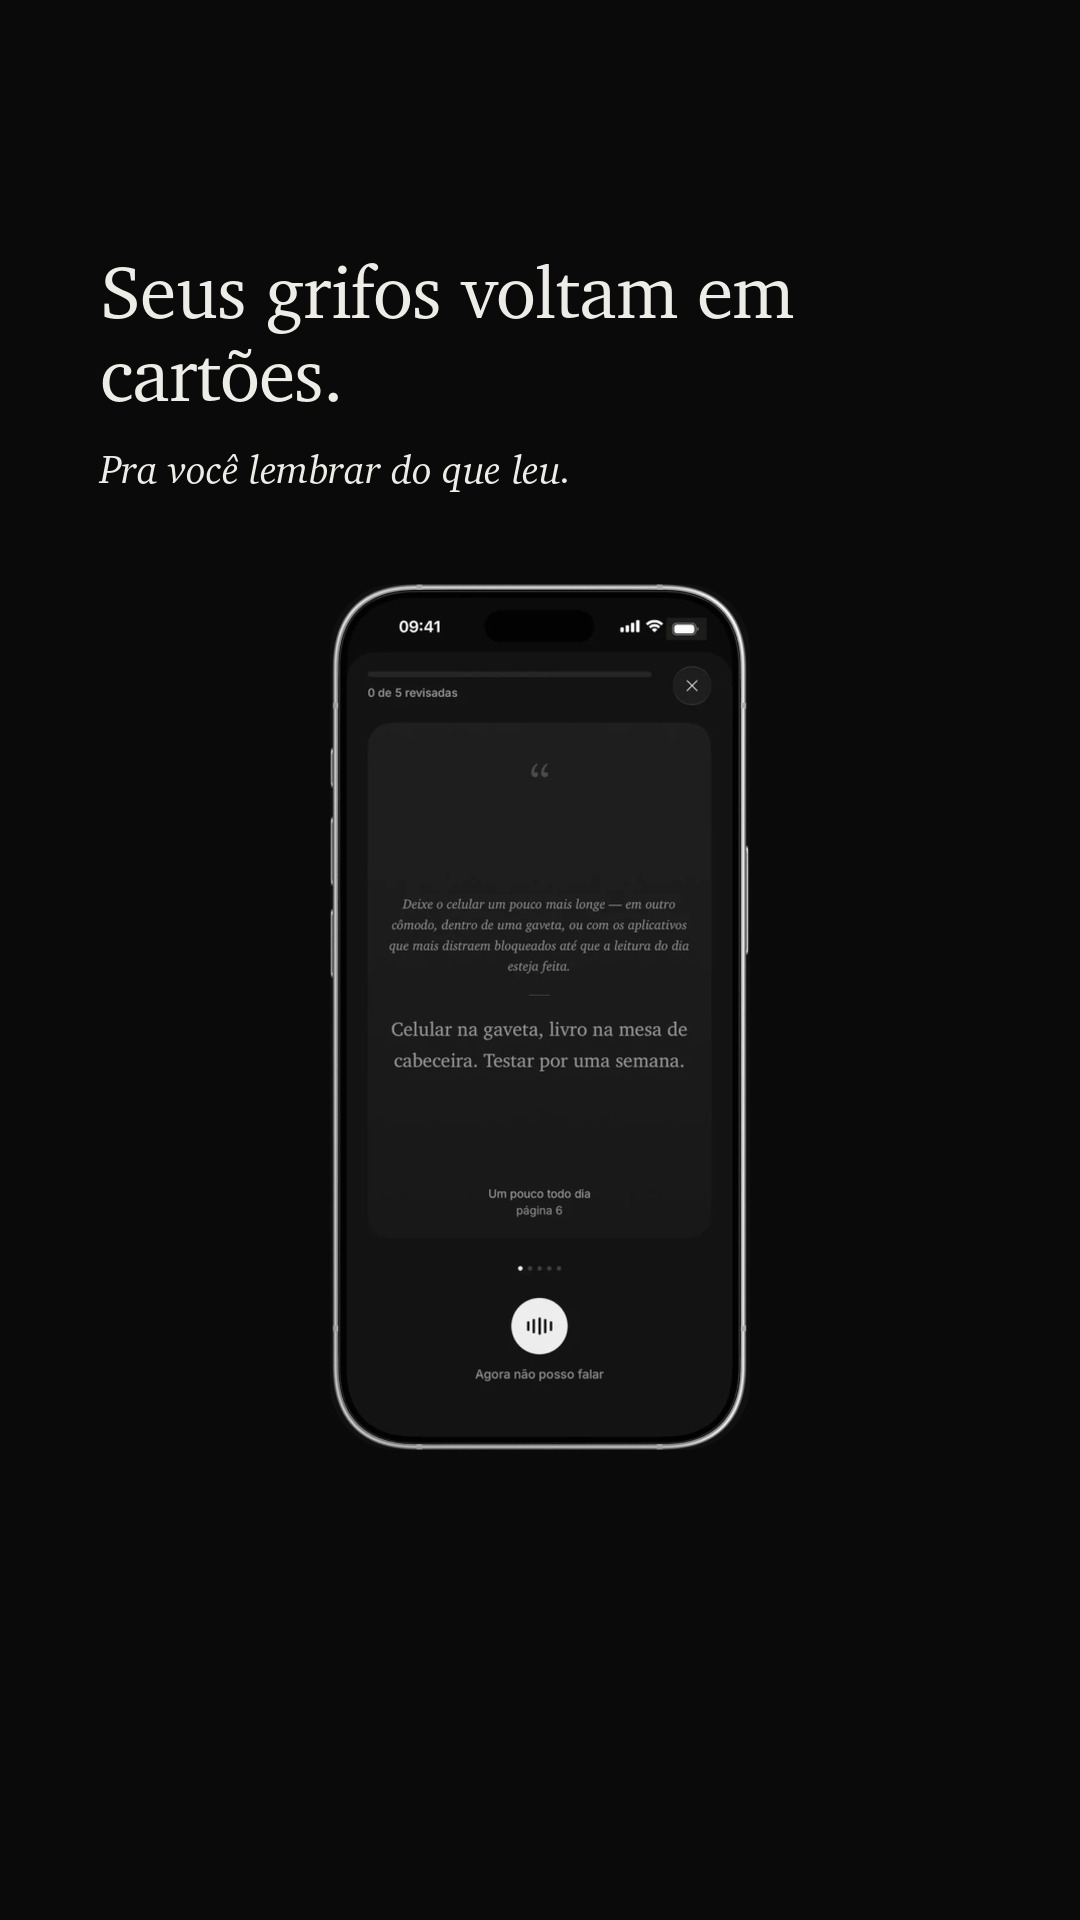 Seus grifos voltam em
cartões.
Pra você lembrar do que leu.
09:41
0 de 5 revisadas
“
Deixe o celular um pouco mais longe — em outro
cômodo, dentro de uma gaveta, ou com os aplicativos
que mais distraem bloqueados até que a leitura do dia
esteja feita.
Celular na gaveta, livro na mesa de
cabeceira. Testar por uma semana.
Um pouco todo dia
página 6
Agora não posso falar